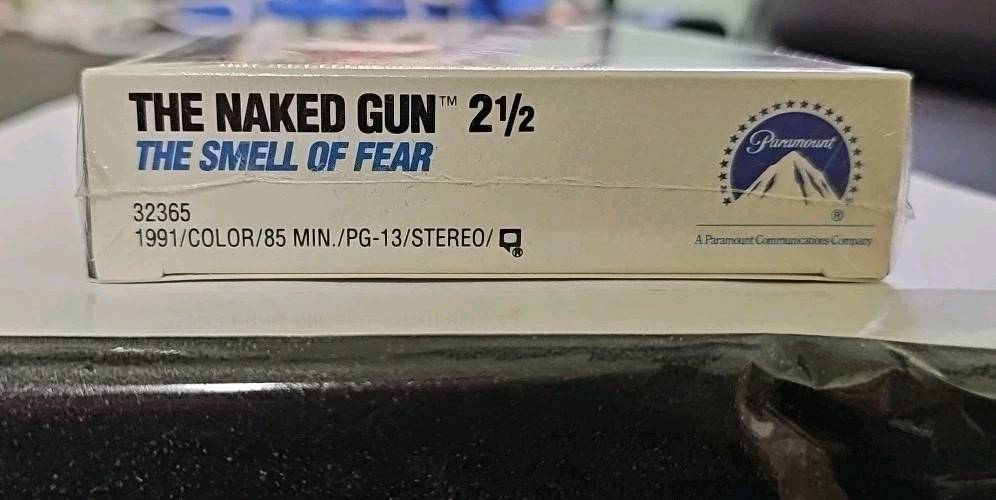 THE NAKED GUN™ 2½
THE SMELL OF FEAR
32365
1991/COLOR/85 MIN./PG-13/STEREO/
Paramount
®
A Paramount Communications Company